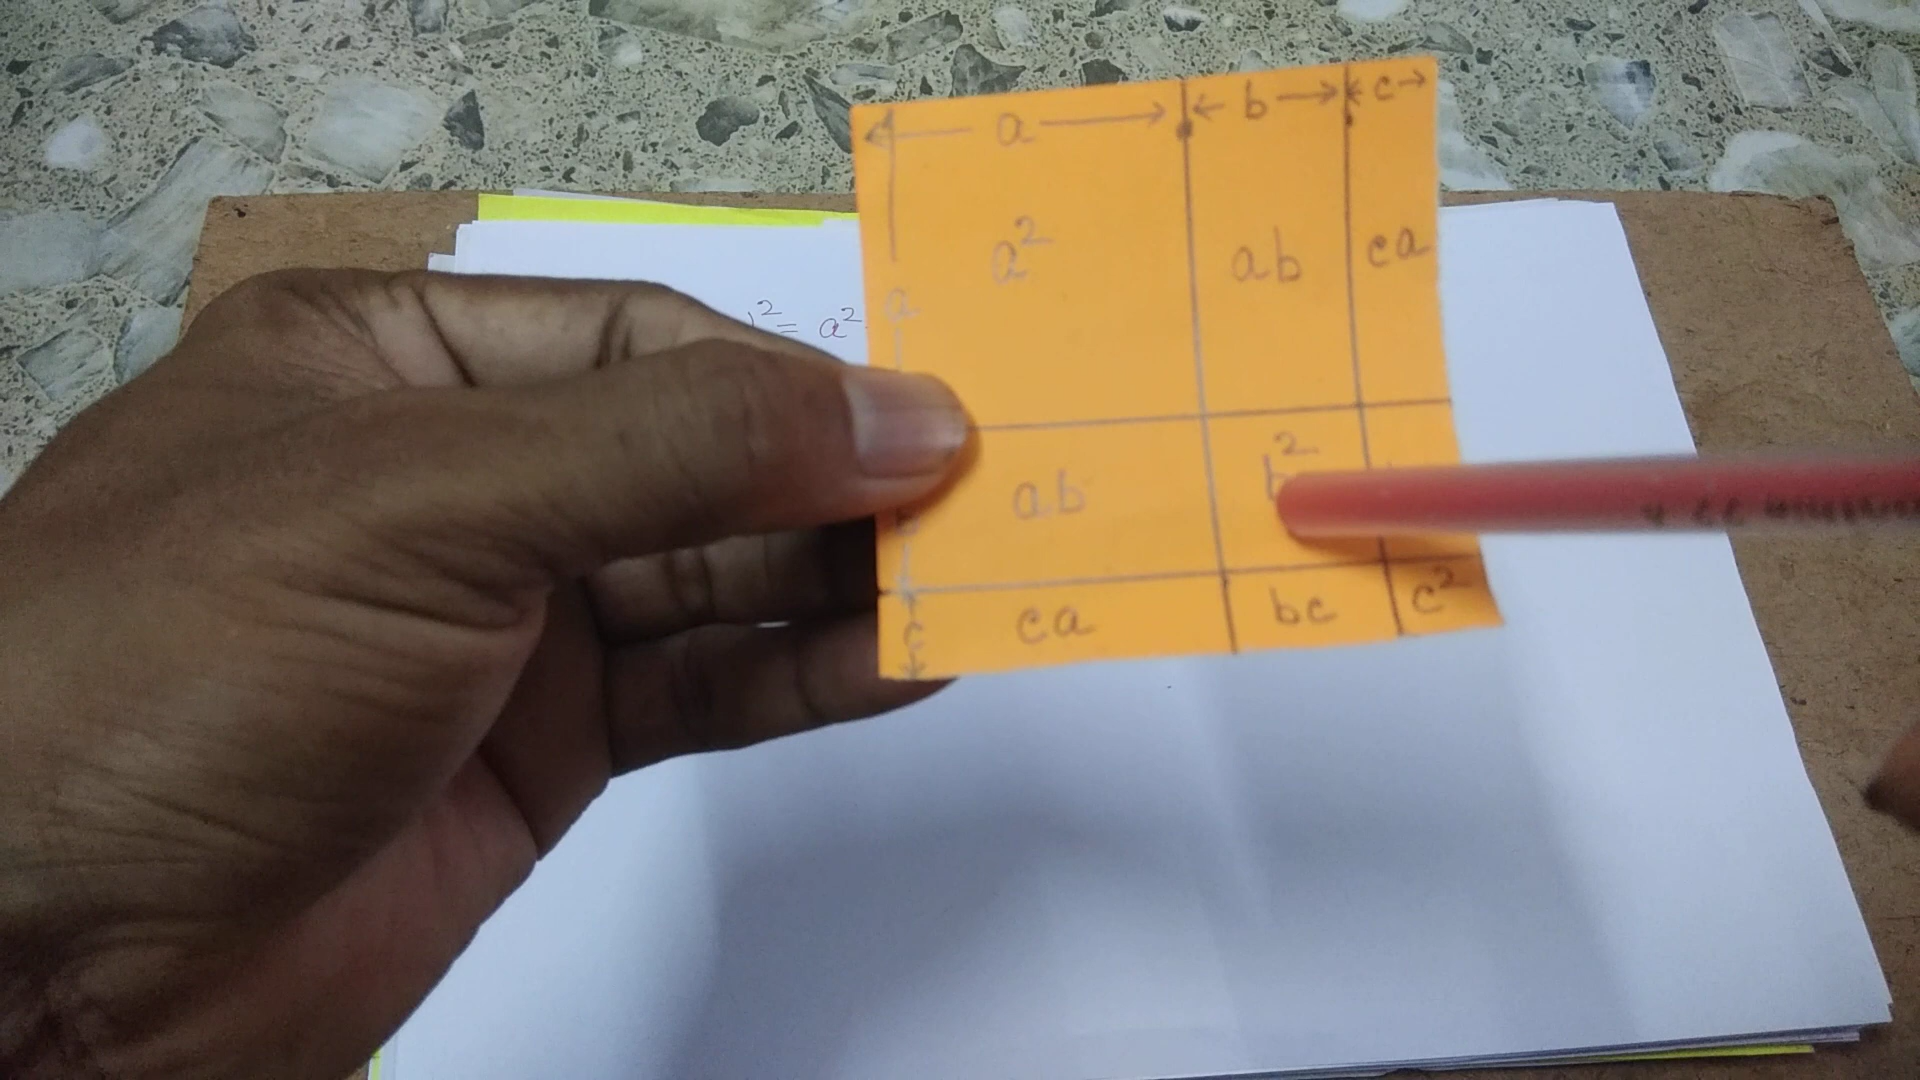 a b c
a² ab ca
a
ab b²
c ca bc c²
² = a²